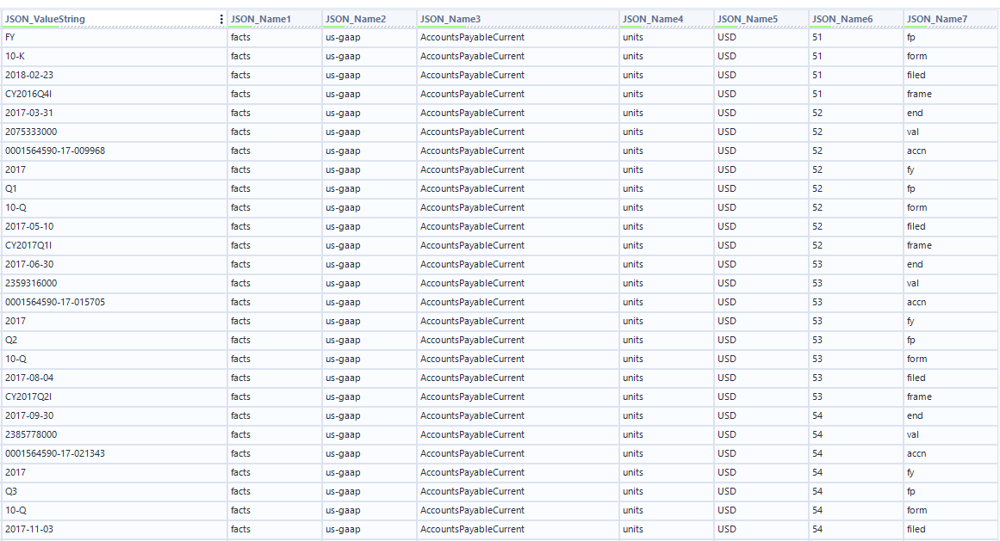 JSON_ValueString JSON_Name1 JSON_Name2 JSON_Name3 JSON_Name4 JSON_Name5 JSON_Name6 JSON_Name7
FY facts us-gaap AccountsPayableCurrent units USD 51 fp
10-K facts us-gaap AccountsPayableCurrent units USD 51 form
2018-02-23 facts us-gaap AccountsPayableCurrent units USD 51 filed
CY2016Q4I facts us-gaap AccountsPayableCurrent units USD 51 frame
2017-03-31 facts us-gaap AccountsPayableCurrent units USD 52 end
2075333000 facts us-gaap AccountsPayableCurrent units USD 52 val
0001564590-17-009968 facts us-gaap AccountsPayableCurrent units USD 52 accn
2017 facts us-gaap AccountsPayableCurrent units USD 52 fy
Q1 facts us-gaap AccountsPayableCurrent units USD 52 fp
10-Q facts us-gaap AccountsPayableCurrent units USD 52 form
2017-05-10 facts us-gaap AccountsPayableCurrent units USD 52 filed
CY2017Q1I facts us-gaap AccountsPayableCurrent units USD 52 frame
2017-06-30 facts us-gaap AccountsPayableCurrent units USD 53 end
2359316000 facts us-gaap AccountsPayableCurrent units USD 53 val
0001564590-17-015705 facts us-gaap AccountsPayableCurrent units USD 53 accn
2017 facts us-gaap AccountsPayableCurrent units USD 53 fy
Q2 facts us-gaap AccountsPayableCurrent units USD 53 fp
10-Q facts us-gaap AccountsPayableCurrent units USD 53 form
2017-08-04 facts us-gaap AccountsPayableCurrent units USD 53 filed
CY2017Q2I facts us-gaap AccountsPayableCurrent units USD 53 frame
2017-09-30 facts us-gaap AccountsPayableCurrent units USD 54 end
2385778000 facts us-gaap AccountsPayableCurrent units USD 54 val
0001564590-17-021343 facts us-gaap AccountsPayableCurrent units USD 54 accn
2017 facts us-gaap AccountsPayableCurrent units USD 54 fy
Q3 facts us-gaap AccountsPayableCurrent units USD 54 fp
10-Q facts us-gaap AccountsPayableCurrent units USD 54 form
2017-11-03 facts us-gaap AccountsPayableCurrent units USD 54 filed